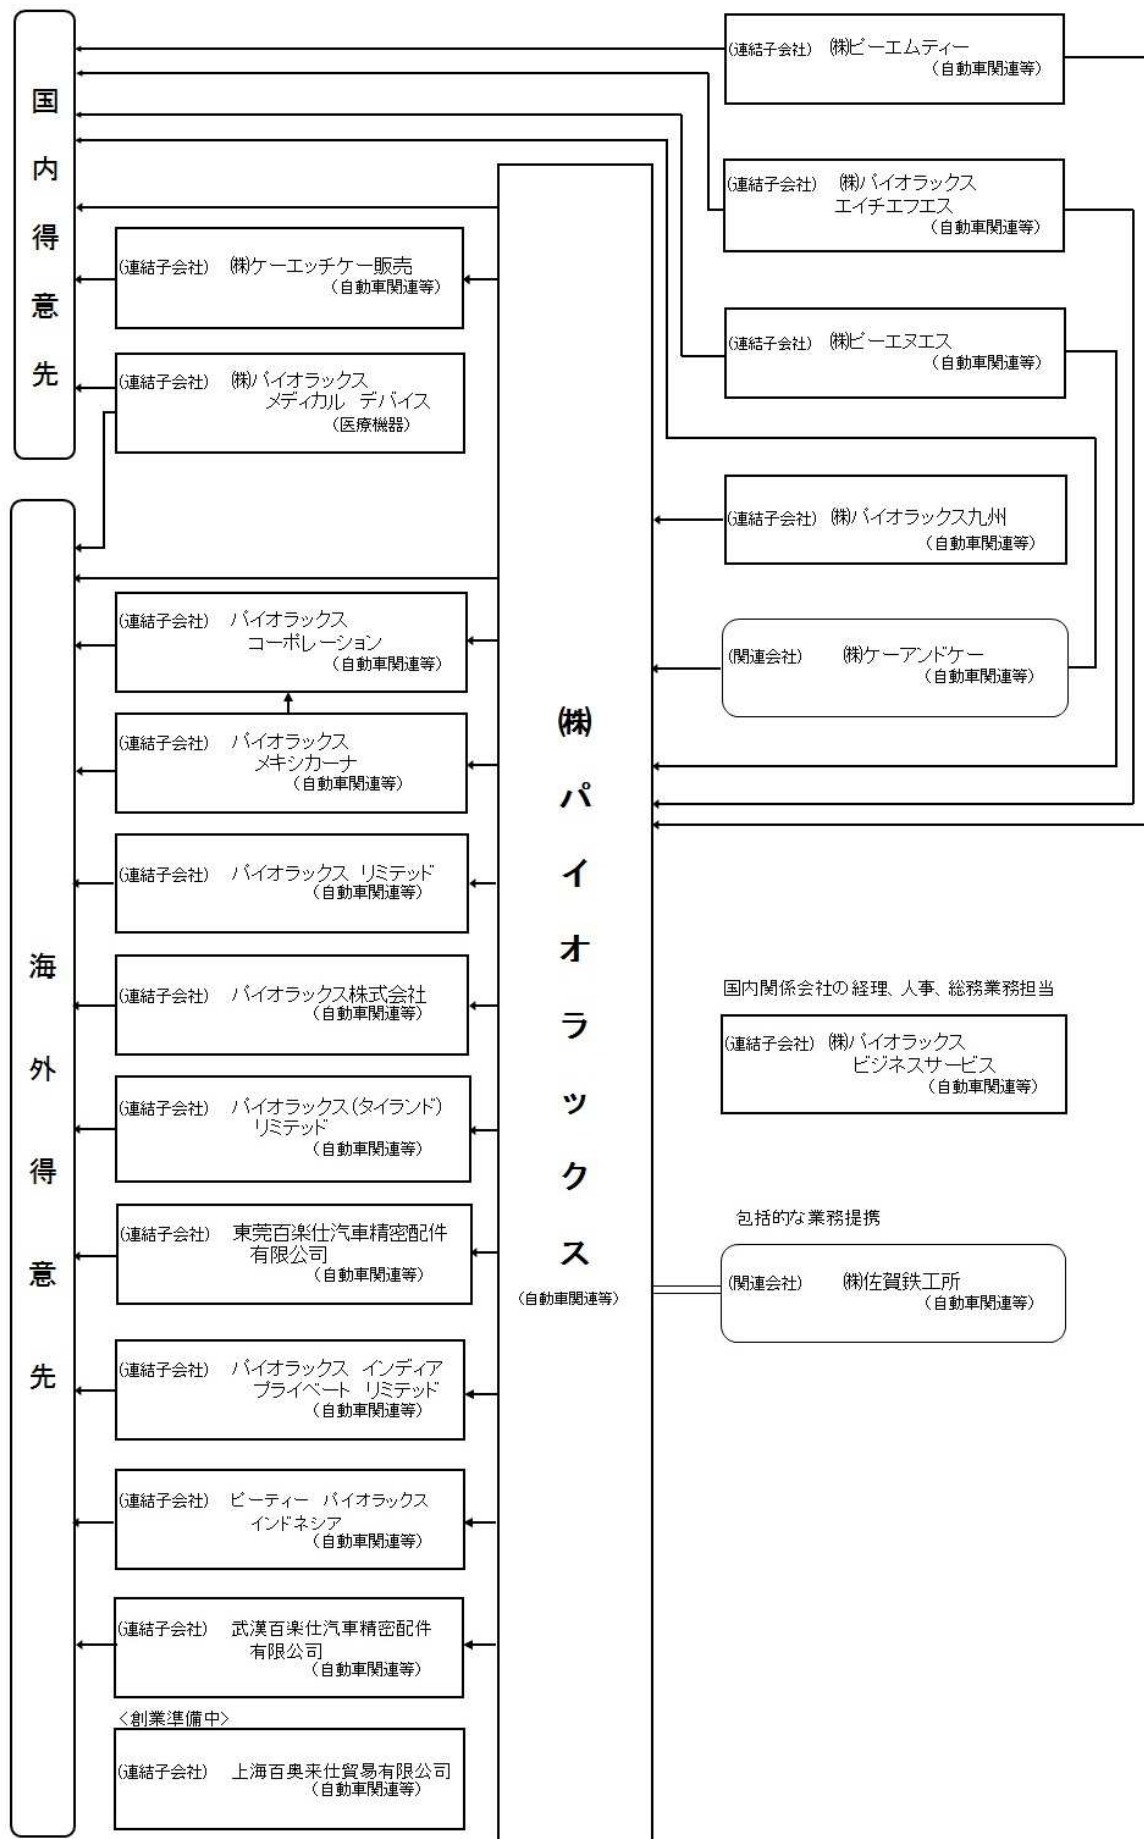 国内得意先
(連結子会社) ㈱ピーエムティー
(自動車関連等)
(連結子会社) ㈱パイオラックス
エイチエフエス
(自動車関連等)
(連結子会社) ㈱ケーエッチケー販売
(自動車関連等)
(連結子会社) ㈱ピーエヌエス
(自動車関連等)
(連結子会社) ㈱パイオラックス
メディカル デバイス
(医療機器)
(連結子会社) ㈱パイオラックス九州
(自動車関連等)
海外得意先
(連結子会社) パイオラックス
コーポレーション
(自動車関連等)
(関連会社) ㈱ケーアンドケー
(自動車関連等)
㈱パイオラックス
(自動車関連等)
(連結子会社) パイオラックス
メキシカーナ
(自動車関連等)
(連結子会社) パイオラックス リミテッド
(自動車関連等)
(連結子会社) パイオラックス株式会社
(自動車関連等)
国内関係会社の経理、人事、総務業務担当
(連結子会社) ㈱パイオラックス
ビジネスサービス
(自動車関連等)
(連結子会社) パイオラックス(タイランド)
リミテッド
(自動車関連等)
(連結子会社) 東莞百楽仕汽車精密配件
有限公司
(自動車関連等)
包括的な業務提携
(関連会社) ㈱佐賀鉄工所
(自動車関連等)
(連結子会社) パイオラックス インディア
プライベート リミテッド
(自動車関連等)
(連結子会社) ピーティー パイオラックス
インドネシア
(自動車関連等)
(連結子会社) 武漢百楽仕汽車精密配件
有限公司
(自動車関連等)
<創業準備中>
(連結子会社) 上海百奥来仕貿易有限公司
(自動車関連等)